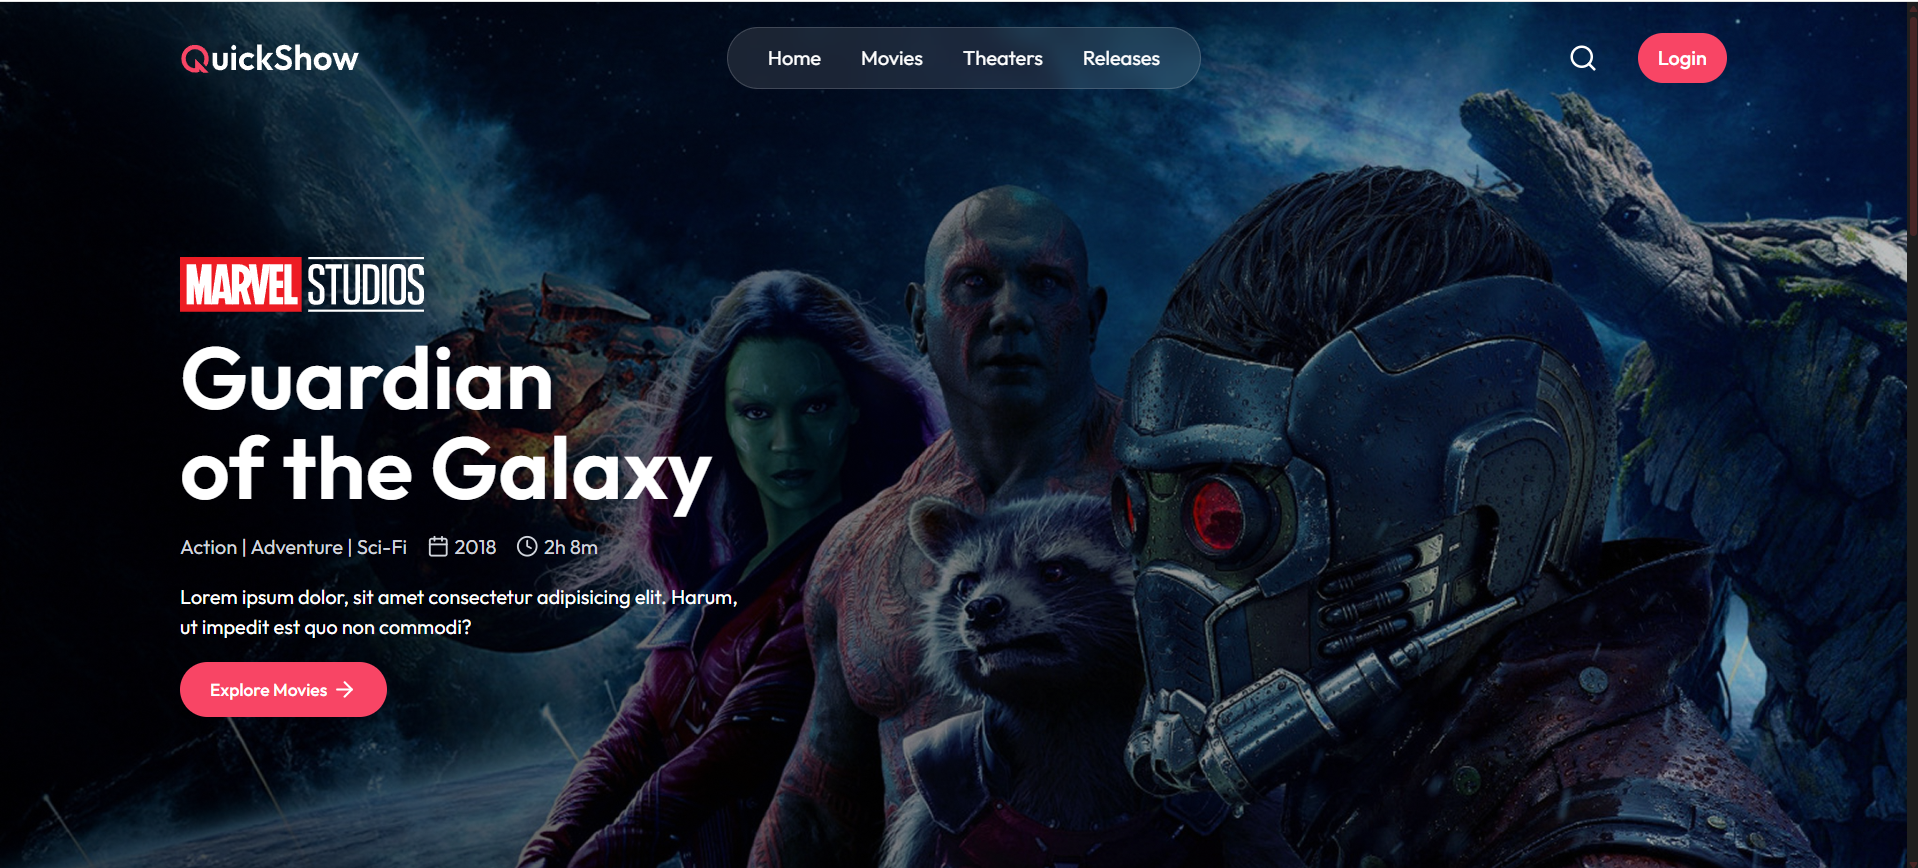 QuickShow
Home Movies Theaters Releases
Login
MARVEL STUDIOS
Guardian
of the Galaxy
Action | Adventure | Sci-Fi 2018 2h 8m
Lorem ipsum dolor, sit amet consectetur adipisicing elit. Harum,
ut impedit est quo non commodi?
Explore Movies →